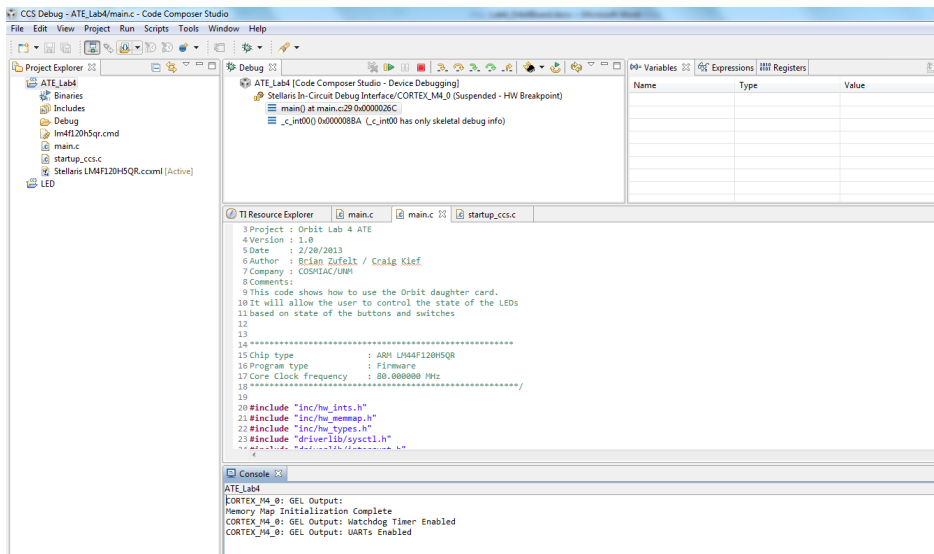 CCS Debug - ATE_Lab4/main.c - Code Composer Studio
File Edit View Project Run Scripts Tools Window Help
Project Explorer
ATE_Lab4
Binaries
Includes
Debug
lm4f120h5qr.cmd
main.c
startup_ccs.c
Stellaris LM4F120H5QR.ccxml [Active]
LED
Debug
ATE_Lab4 [Code Composer Studio - Device Debugging]
Stellaris In-Circuit Debug Interface/CORTEX_M4_0 (Suspended - HW Breakpoint)
main() at main.c:29 0x0000026C
_c_int00() 0x000008BA (_c_int00 has only skeletal debug info)
(x)= Variables Expressions Registers
Name Type Value
TI Resource Explorer main.c main.c startup_ccs.c
3 Project : Orbit Lab 4 ATE
4 Version : 1.0
5 Date : 2/20/2013
6 Author : Brian Zufelt / Craig Kief
7 Company : COSMIAC/UNM
8 Comments:
9 This code shows how to use the Orbit daughter card.
10 It will allow the user to control the state of the LEDs
11 based on state of the buttons and switches
12
13
14 ****************************************************
15 Chip type : ARM LM44F120H5QR
16 Program type : Firmware
17 Core Clock frequency : 80.000000 MHz
18 *****************************************************/
19
20 #include "inc/hw_ints.h"
21 #include "inc/hw_memmap.h"
22 #include "inc/hw_types.h"
23 #include "driverlib/sysctl.h"
24 #include "driverlib/interrupt.h"
Console
ATE_Lab4
CORTEX_M4_0: GEL Output:
Memory Map Initialization Complete
CORTEX_M4_0: GEL Output: Watchdog Timer Enabled
CORTEX_M4_0: GEL Output: UARTs Enabled